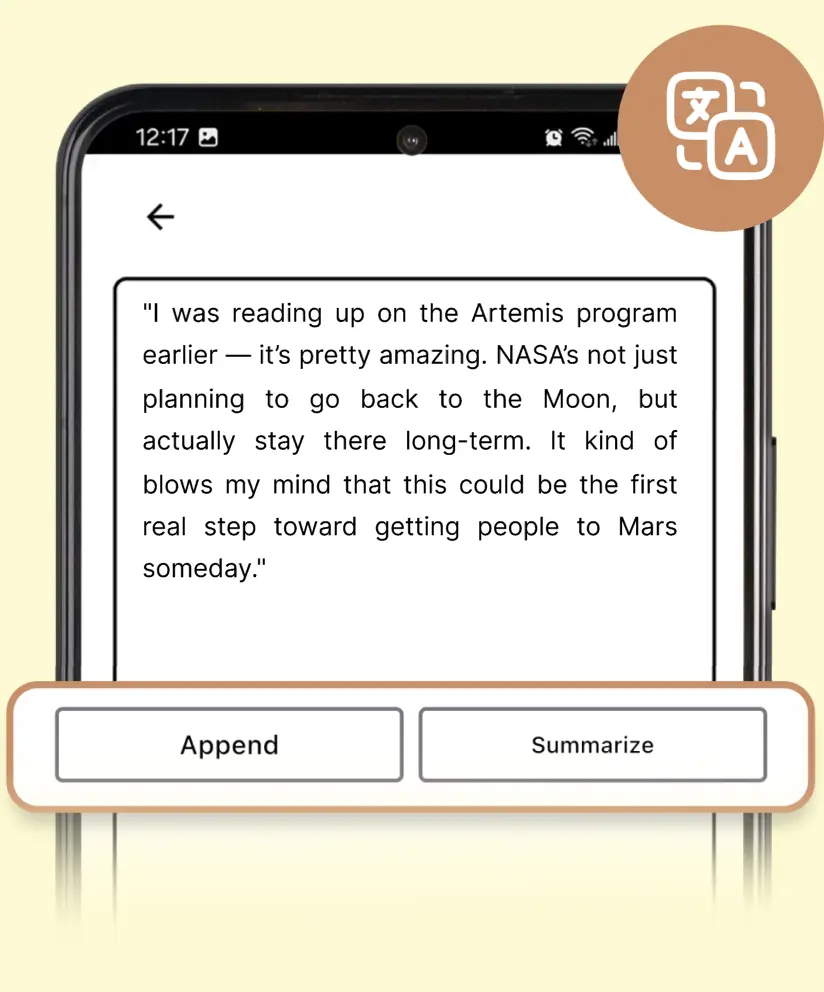 文
A
12:17
"I was reading up on the Artemis program
earlier — it’s pretty amazing. NASA’s not just
planning to go back to the Moon, but
actually stay there long-term. It kind of
blows my mind that this could be the first
real step toward getting people to Mars
someday."
Append
Summarize